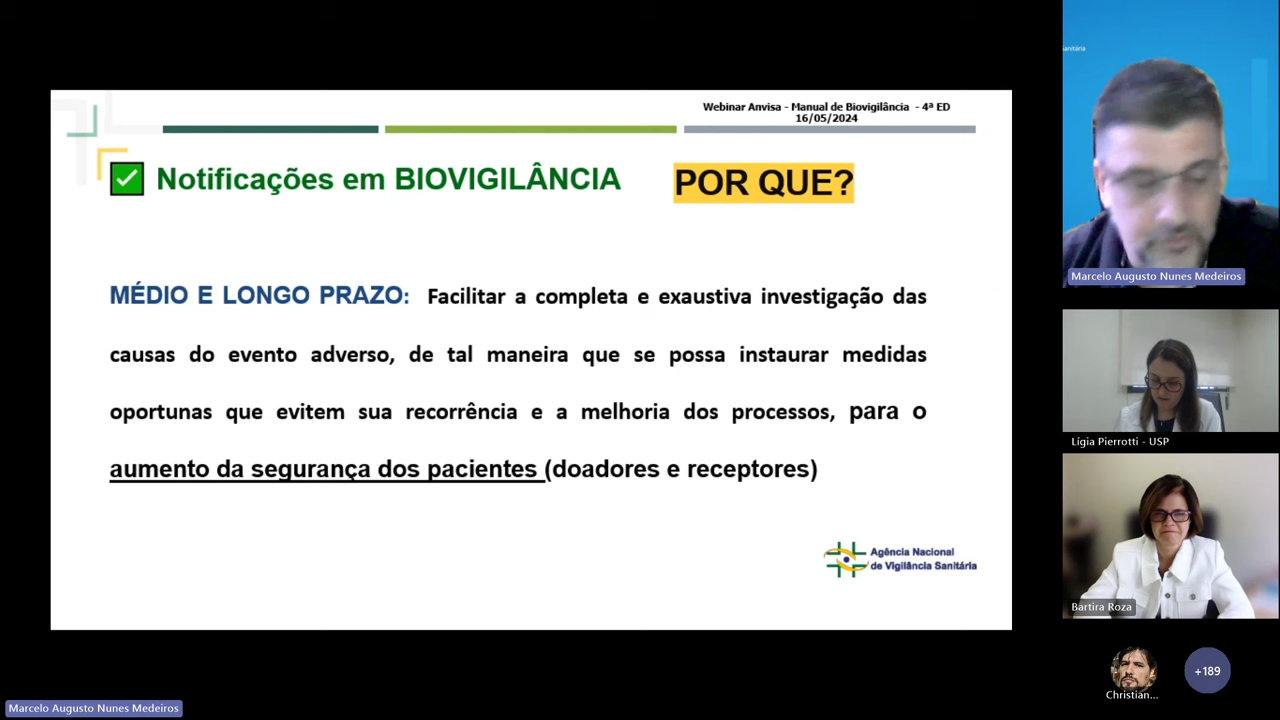 Webinar Anvisa - Manual de Biovigilância - 4ª ED
16/05/2024
Notificações em BIOVIGILÂNCIA
POR QUE?
MÉDIO E LONGO PRAZO: Facilitar a completa e exaustiva investigação das
causas do evento adverso, de tal maneira que se possa instaurar medidas
oportunas que evitem sua recorrência e a melhoria dos processos, para o
aumento da segurança dos pacientes (doadores e receptores)
Agência Nacional
de Vigilância Sanitária
anitária
Marcelo Augusto Nunes Medeiros
Lígia Pierrotti - USP
Bartira Roza
Christian...
+189
Marcelo Augusto Nunes Medeiros